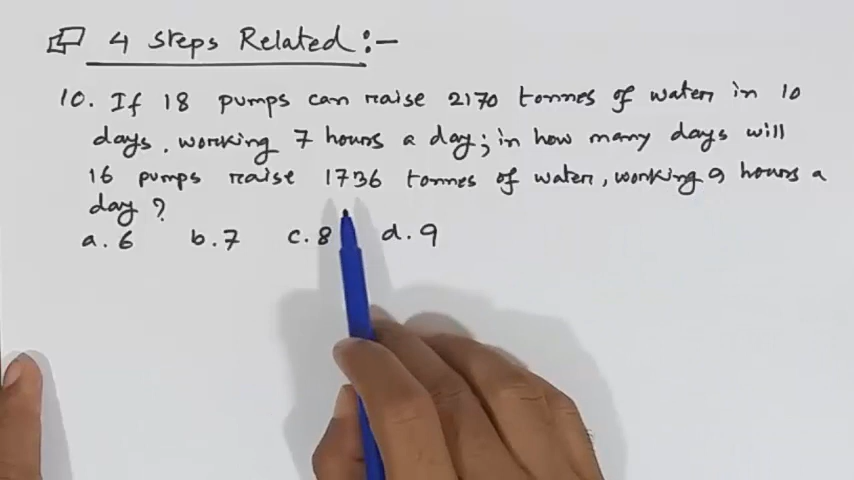 4 Steps Related:-
10. If 18 pumps can raise 2170 tonnes of water in 10
days, working 7 hours a day; in how many days will
16 pumps raise 1736 tonnes of water, working 9 hours a
day?
a. 6 b. 7 c. 8 d. 9